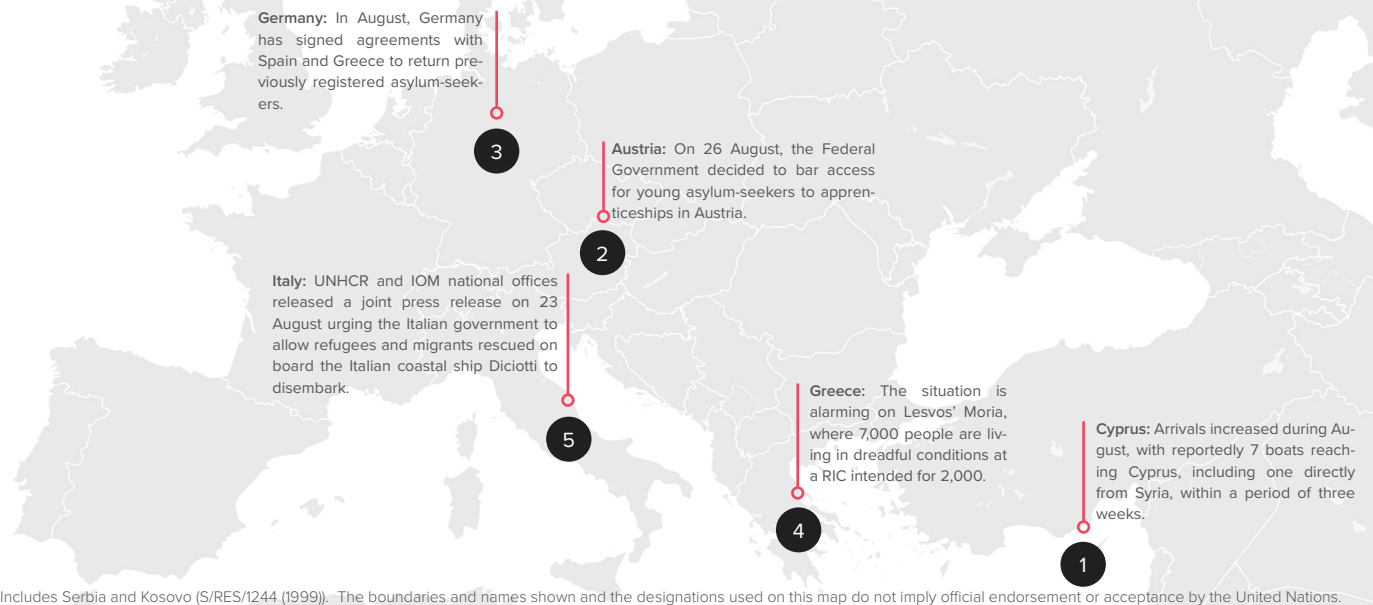 Germany: In August, Germany
has signed agreements with
Spain and Greece to return pre-
viously registered asylum-seek-
ers.
3
Austria: On 26 August, the Federal
Government decided to bar access
for young asylum-seekers to appren-
ticeships in Austria.
2
Italy: UNHCR and IOM national offices
released a joint press release on 23
August urging the Italian government to
allow refugees and migrants rescued on
board the Italian coastal ship Diciotti to
disembark.
5
Greece: The situation is
alarming on Lesvos’ Moria,
where 7,000 people are liv-
ing in dreadful conditions at
a RIC intended for 2,000.
4
Cyprus: Arrivals increased during Au-
gust, with reportedly 7 boats reach-
ing Cyprus, including one directly
from Syria, within a period of three
weeks.
1
Includes Serbia and Kosovo (S/RES/1244 (1999)). The boundaries and names shown and the designations used on this map do not imply official endorsement or acceptance by the United Nations.